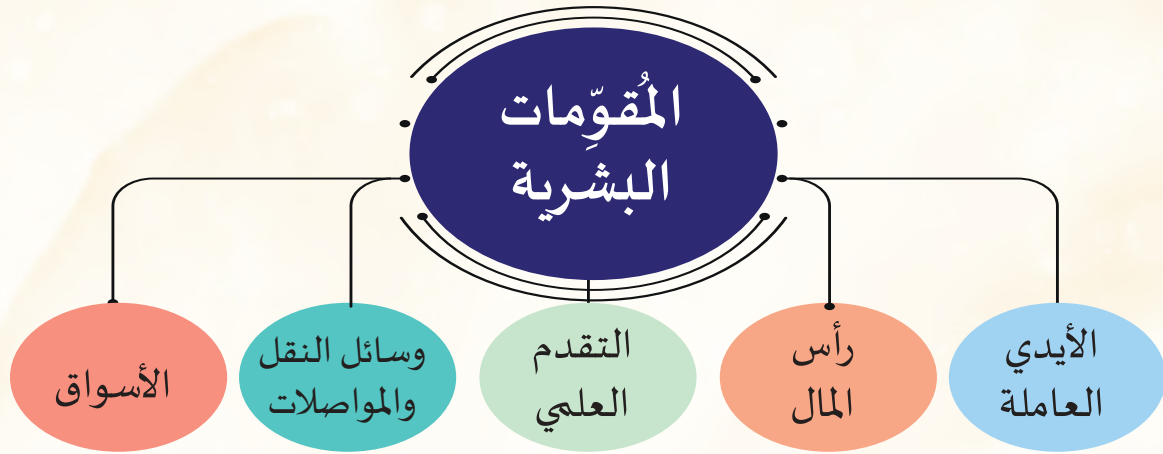 المُقوِّمات
البشرية
الأيدي
العاملة
رأس
المال
التقدم
العلمي
وسائل النقل
والمواصلات
الأسواق